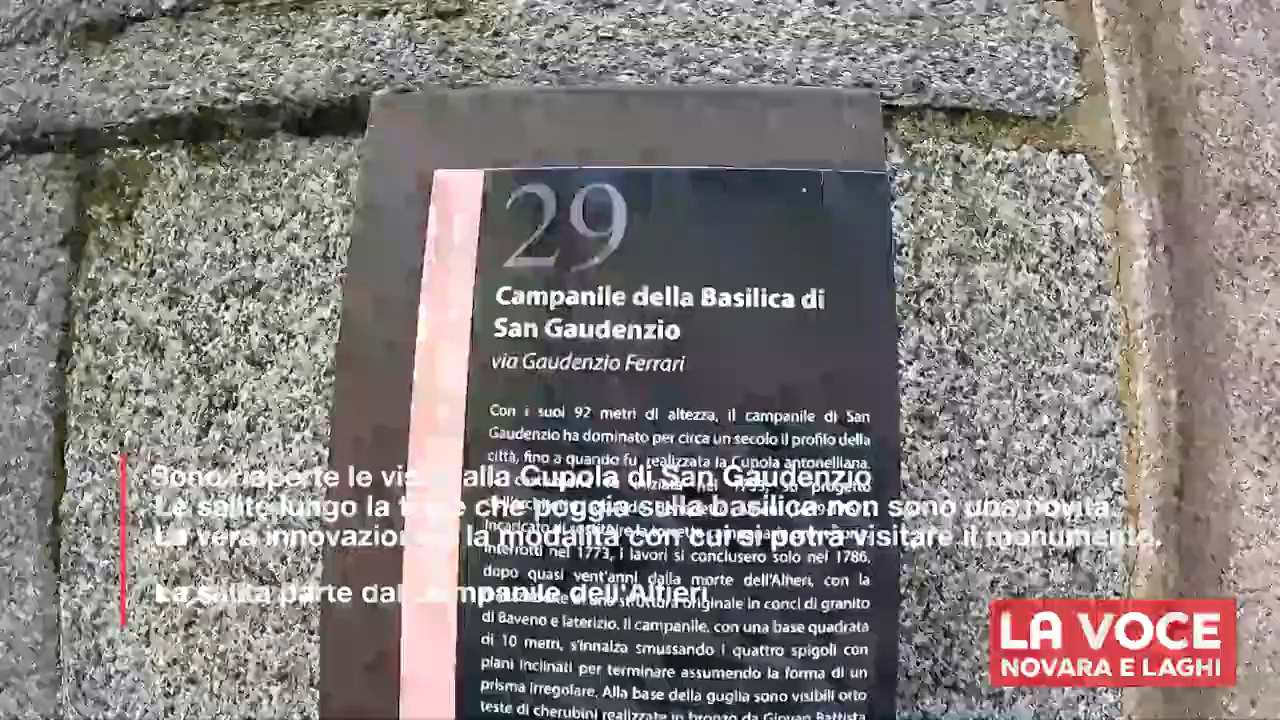 29
Campanile della Basilica di
San Gaudenzio
via Gaudenzio Ferrari
Con i suoi 92 metri di altezza, il campanile di San
Gaudenzio ha dominato per circa un secolo il profilo della
città, fino a quando fu realizzata la Cupola antonelliana.
Sono riaperte le visite alla Cupola di San Gaudenzio
Le salite lungo la che poggia sulla basilica non sono una novità.
La vera innovazione la modalità con cui si potrà visitare il monumento.
interrotti nel 1773, i lavori si conclusero solo nel 1786,
dopo quasi vent'anni dalla morte dell'Alfieri, con la
La salita parte dal campanile dell'Alfieri
struttura originale in conci di granito
di Baveno e laterizio. Il campanile, con una base quadrata
di 10 metri, s'innalza smussando i quattro spigoli con
piani inclinati per terminare assumendo la forma di un
prisma irregolare. Alla base della guglia sono visibili otto
teste di cherubini realizzate in bronzo da Giovan Battista
LA VOCE
NOVARA E LAGHI